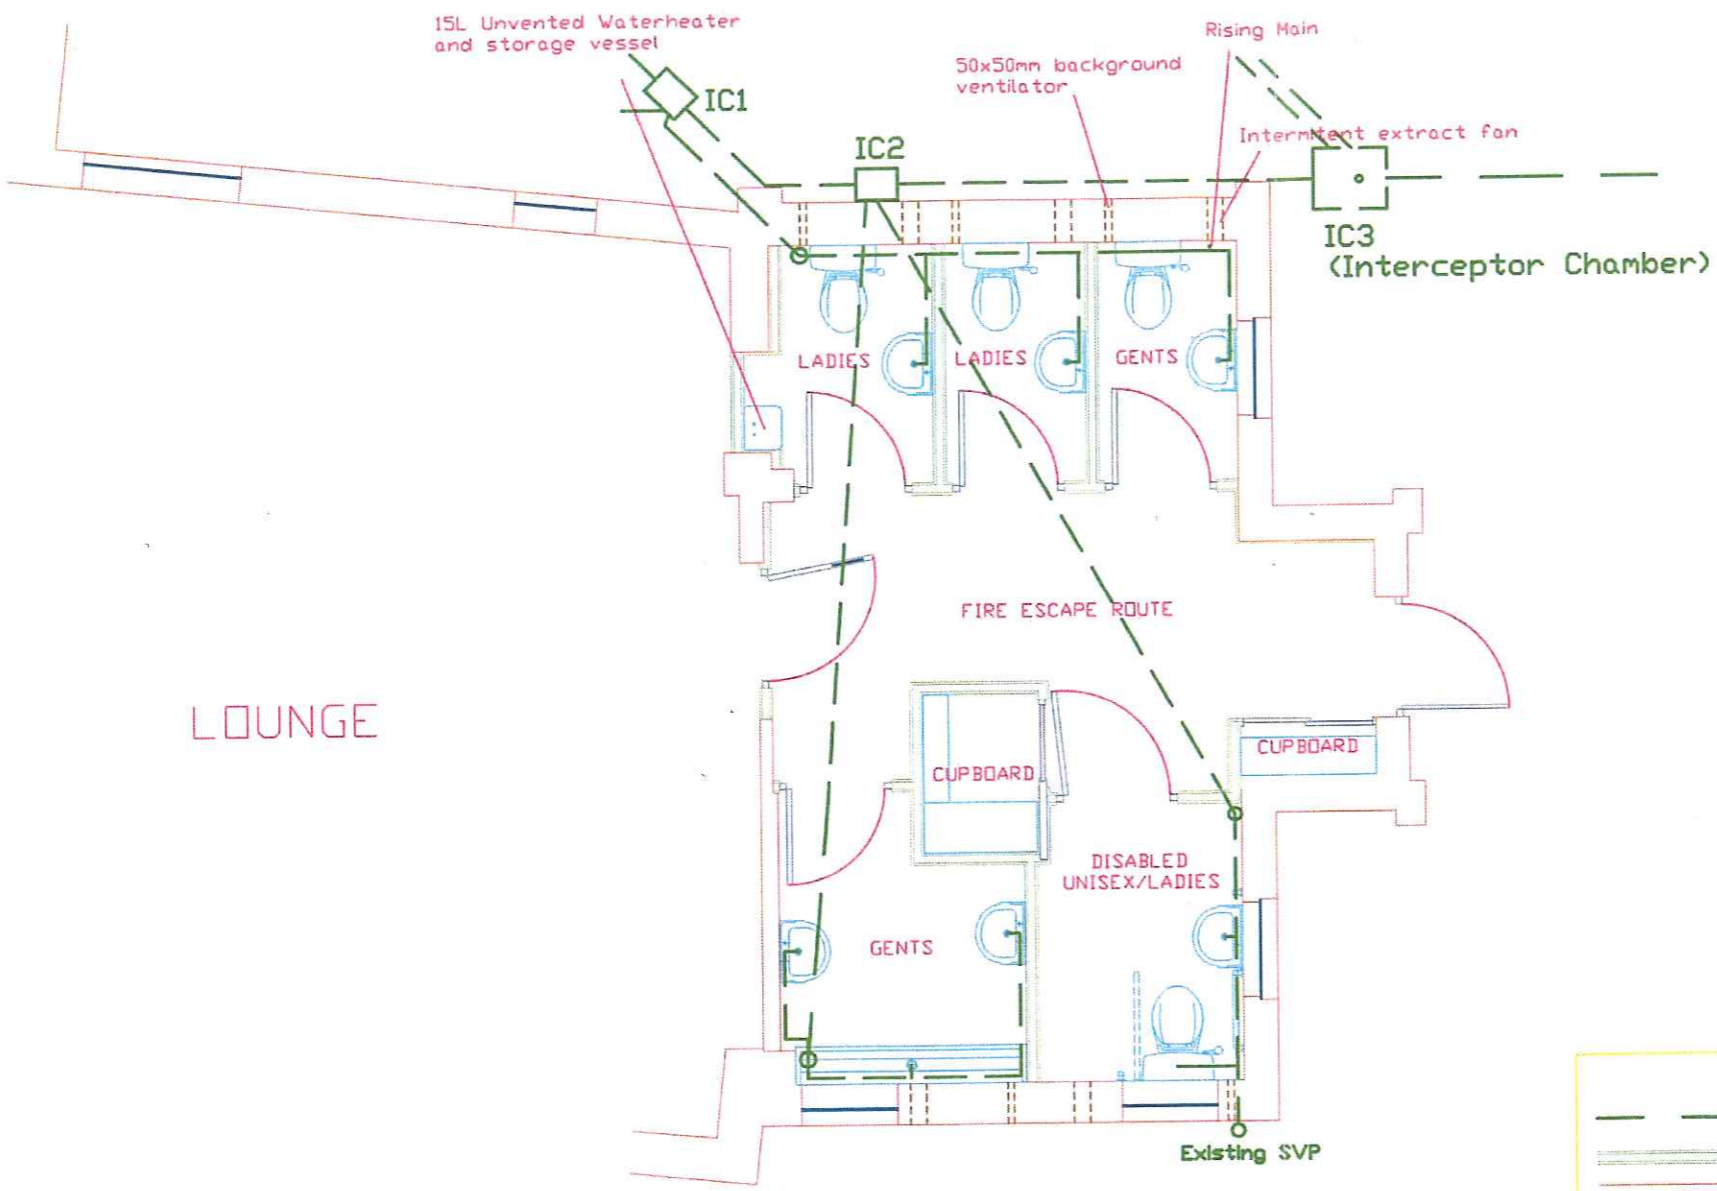 15L Unvented Waterheater
and storage vessel
Rising Main
50x50mm background
ventilator
IC1
Intermitent extract fan
IC2
IC3
(Interceptor Chamber)
LADIES
LADIES
GENTS
FIRE ESCAPE ROUTE
LOUNGE
CUPBOARD
CUPBOARD
DISABLED
UNISEX/LADIES
GENTS
Existing SVP